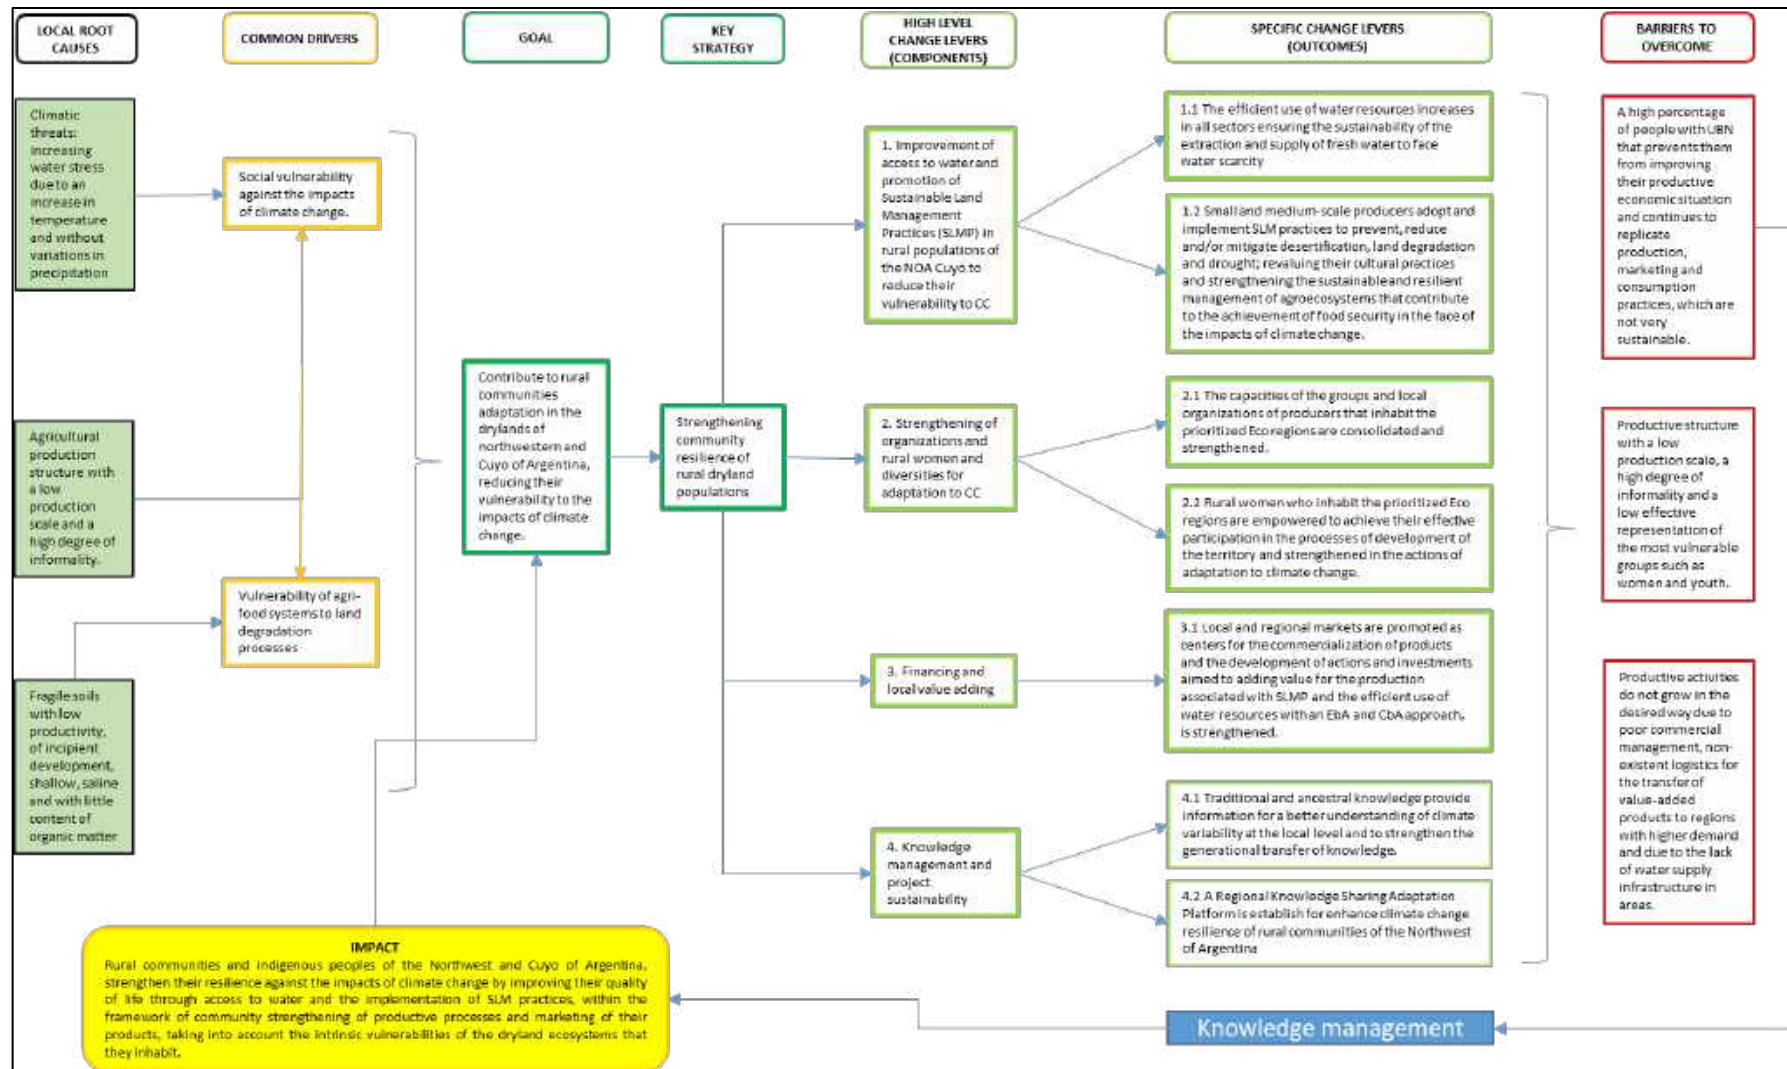 LOCAL ROOT
CAUSES
COMMON DRIVERS
GOAL
KEY
STRATEGY
HIGH LEVEL
CHANGE LEVERS
(COMPONENTS)
SPECIFIC CHANGE LEVERS
(OUTCOMES)
BARRIERS TO
OVERCOME
Climatic
threats:
increasing
water stress
due to an
increase in
temperature
and without
variations in
precipitation
Agricultural
production
structure with
a low
production
scale and a
high degree of
informality.
Fragile soils
with low
productivity,
of incipient
development,
shallow, saline
and with little
content of
organic matter
Social vulnerability
against the impacts
of climate change.
Vulnerability of agri-
food systems to land
degradation
processes
Contribute to rural
communities
adaptation in the
drylands of
northwestern and
Cuyo of Argentina,
reducing their
vulnerability to the
impacts of climate
change.
Strengthening
community
resilience of
rural dryland
populations
1. Improvement of
access to water and
promotion of
Sustainable Land
Management
Practices (SLMP) in
rural populations of
the NOA Cuyo to
reduce their
vulnerability to CC
2. Strengthening of
organizations and
rural women and
diversities for
adaptation to CC
3. Financing and
local value adding
4. Knowledge
management and
project
sustainability
1.1 The efficient use of water resources increases
in all sectors ensuring the sustainability of the
extraction and supply of fresh water to face
water scarcity
1.2 Small and medium-scale producers adopt and
implement SLM practices to prevent, reduce
and/or mitigate desertification, land degradation
and drought; revaluing their cultural practices
and strengthening the sustainable and resilient
management of agroecosystems that contribute
to the achievement of food security in the face of
the impacts of climate change.
2.1 The capacities of the groups and local
organizations of producers that inhabit the
prioritized Eco regions are consolidated and
strengthened.
2.2 Rural women who inhabit the prioritized Eco
regions are empowered to achieve their effective
participation in the processes of development of
the territory and strengthened in the actions of
adaptation to climate change.
3.1 Local and regional markets are promoted as
centers for the commercialization of products
and the development of actions and investments
aimed to adding value for the production
associated with SLMP and the efficient use of
water resources with an EbA and CbA approach,
is strengthened.
4.1 Traditional and ancestral knowledge provide
information for a better understanding of climate
variability at the local level and to strengthen the
generational transfer of knowledge.
4.2 A Regional Knowledge Sharing Adaptation
Platform is establish for enhance climate change
resilience of rural communities of the Northwest
of Argentina
A high percentage
of people with UBN
that prevents them
from improving
their productive
economic situation
and continues to
replicate
production,
marketing and
consumption
practices, which are
not very
sustainable.
Productive structure
with a low
production scale, a
high degree of
informality and a
low effective
representation of
the most vulnerable
groups such as
women and youth.
Productive activities
do not grow in the
desired way due to
poor commercial
management, non-
existent logistics for
the transfer of
value-added
products to regions
with higher demand
and due to the lack
of water supply
infrastructure in
areas.
IMPACT
Rural communities and indigenous peoples of the Northwest and Cuyo of Argentina,
strengthen their resilience against the impacts of climate change by improving their quality
of life through access to water and the implementation of SLM practices, within the
framework of community strengthening of productive processes and marketing of their
products, taking into account the intrinsic vulnerabilities of the dryland ecosystems that
they inhabit.
Knowledge management